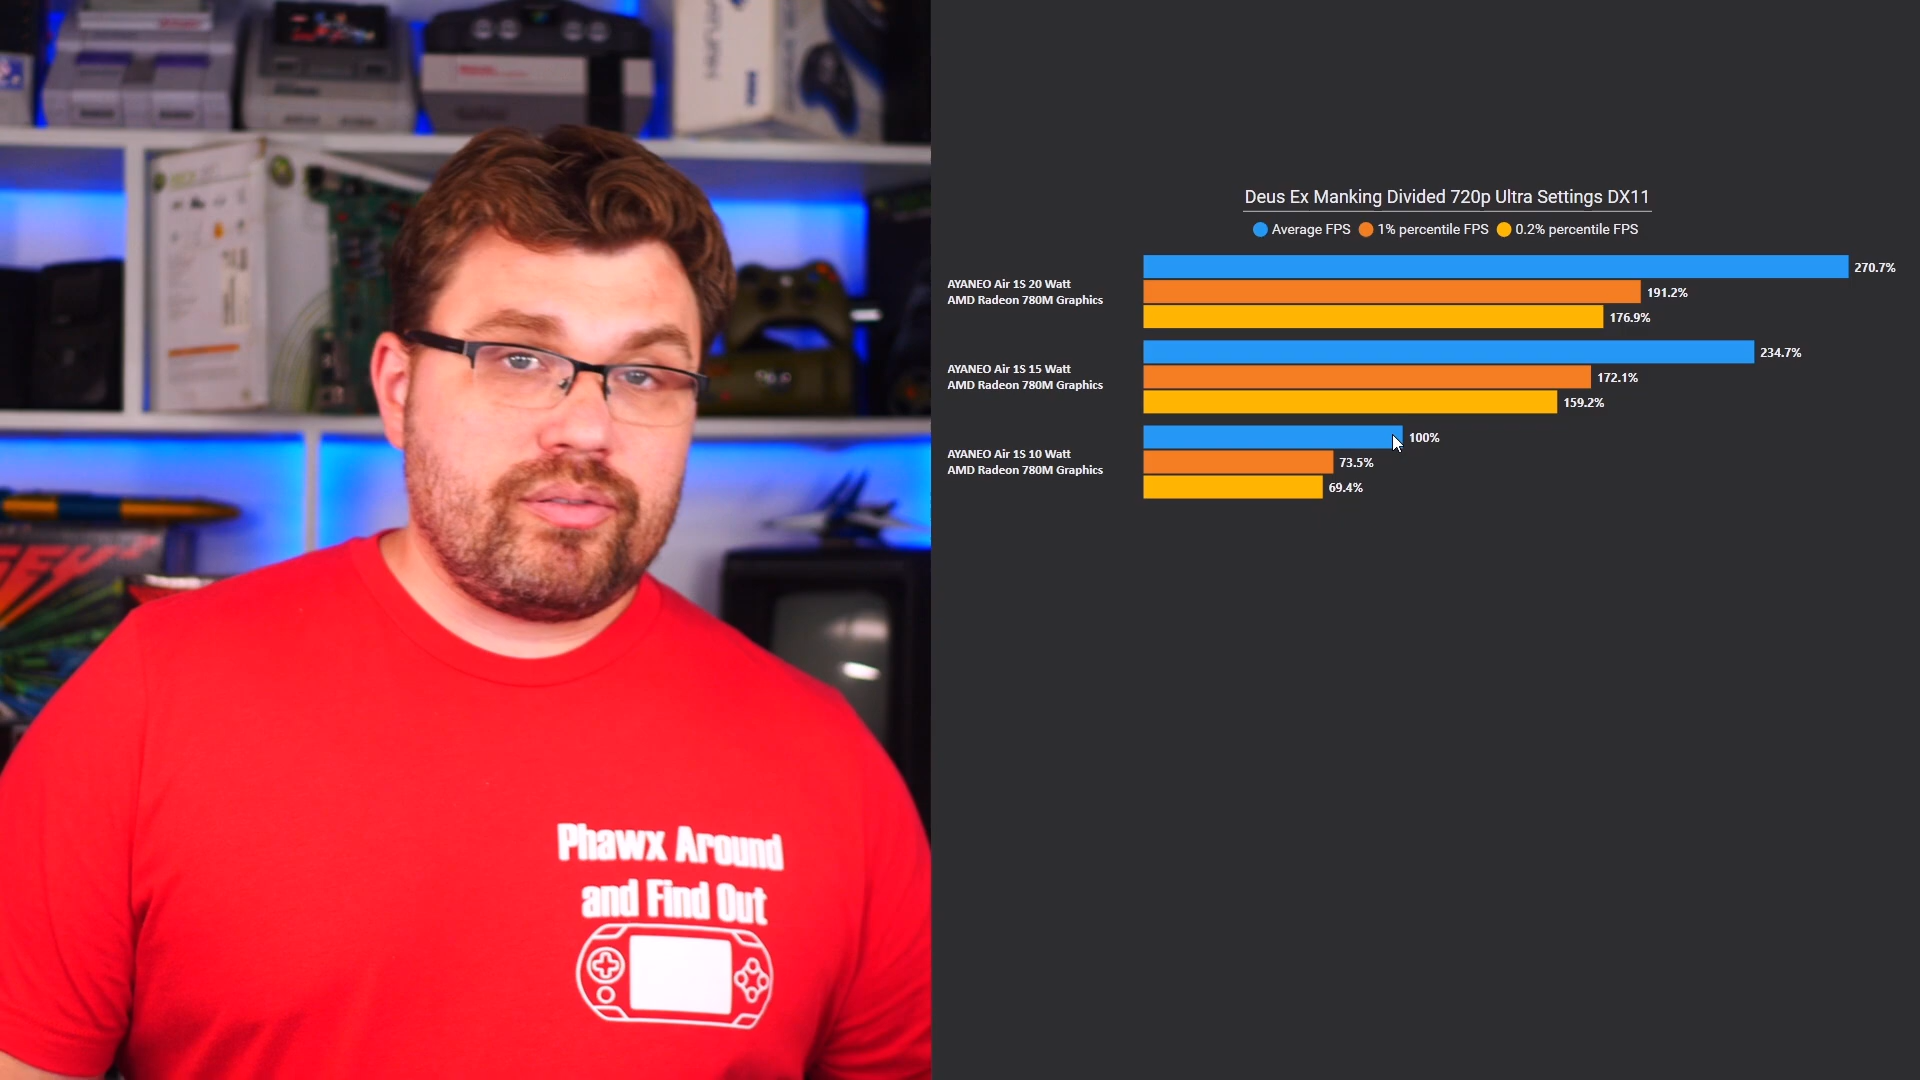 Deus Ex Manking Divided 720p Ultra Settings DX11
Average FPS 1% percentile FPS 0.2% percentile FPS
AYANEO Air 1S 20 Watt
AMD Radeon 780M Graphics
270.7%
191.2%
176.9%
AYANEO Air 1S 15 Watt
AMD Radeon 780M Graphics
234.7%
172.1%
159.2%
AYANEO Air 1S 10 Watt
AMD Radeon 780M Graphics
100%
73.5%
69.4%
Phawx Around
and Find Out